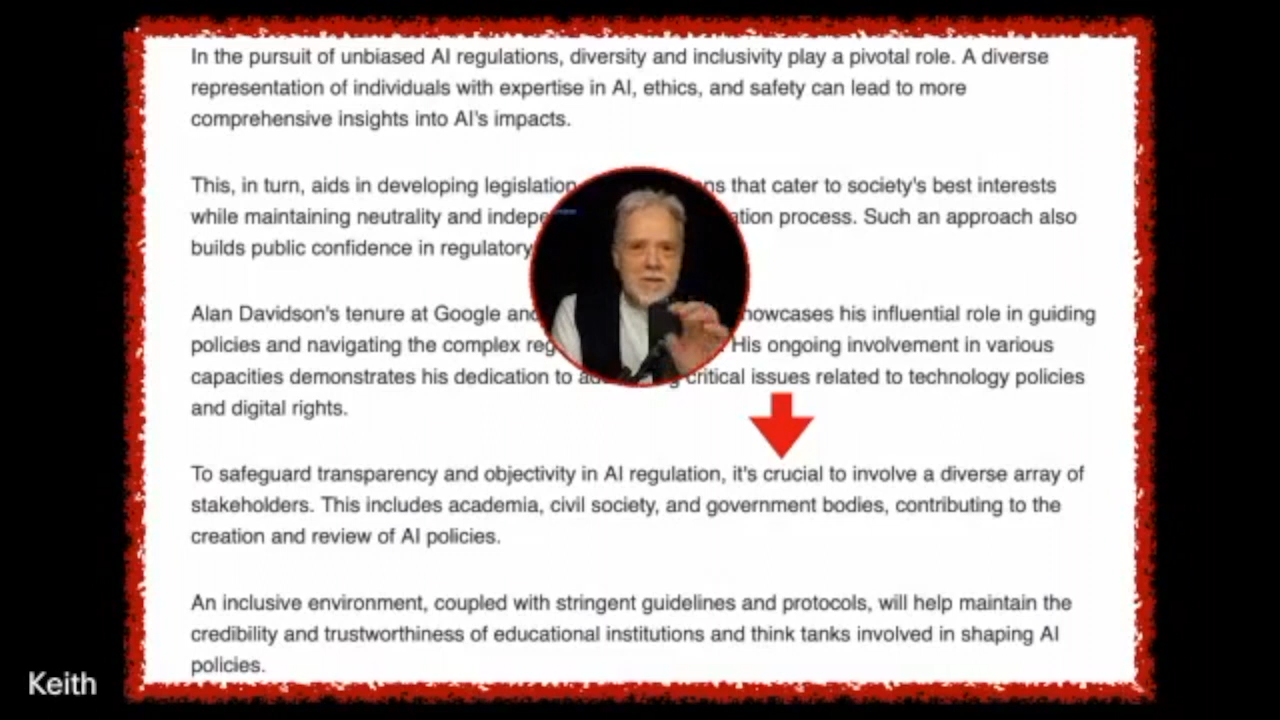 In the pursuit of unbiased AI regulations, diversity and inclusivity play a pivotal role. A diverse
representation of individuals with expertise in AI, ethics, and safety can lead to more
comprehensive insights into AI's impacts.
This, in turn, aids in developing legislation that cater to society's best interests
while maintaining neutrality and process. Such an approach also
builds public confidence in regulatory
Alan Davidson's tenure at Google and his influential role in guiding
policies and navigating the complex His ongoing involvement in various
capacities demonstrates his dedication to critical issues related to technology policies
and digital rights.
To safeguard transparency and objectivity in AI regulation, it's crucial to involve a diverse array of
stakeholders. This includes academia, civil society, and government bodies, contributing to the
creation and review of AI policies.
An inclusive environment, coupled with stringent guidelines and protocols, will help maintain the
credibility and trustworthiness of educational institutions and think tanks involved in shaping AI
policies.
Keith